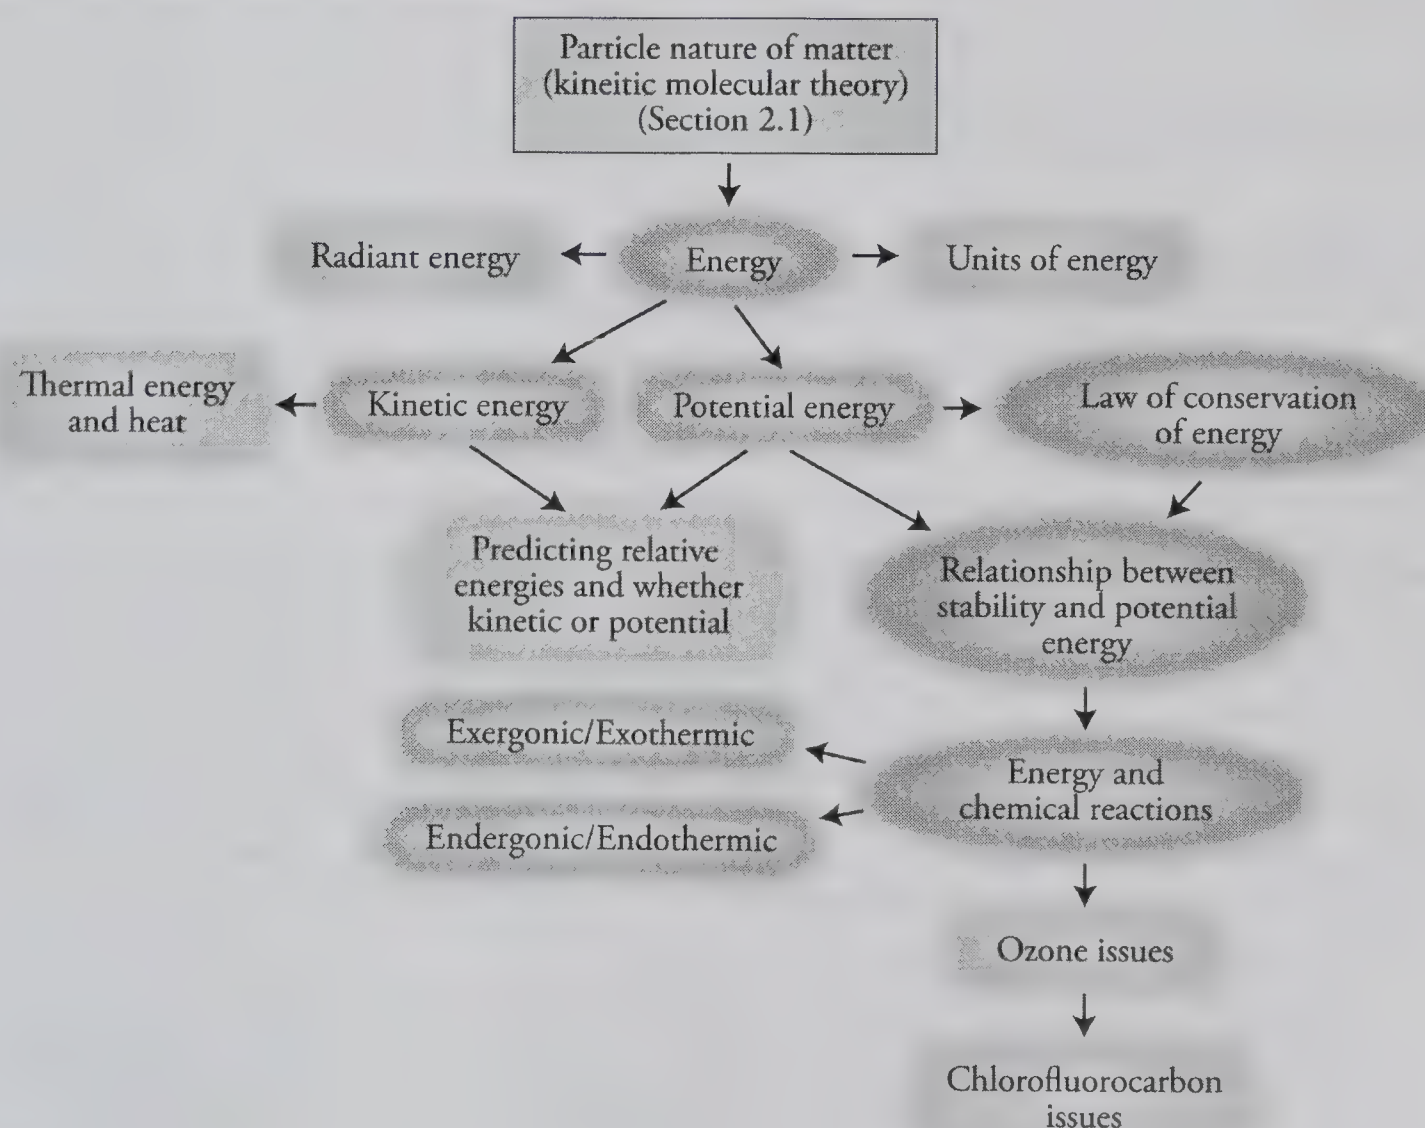 Particle nature of matter
(kineitic molecular theory)
(Section 2.1)
Radiant energy
Energy
Units of energy
Thermal energy
and heat
Kinetic energy
Potential energy
Law of conservation
of energy
Predicting relative
energies and whether
kinetic or potential
Relationship between
stability and potential
energy
Exergonic/Exothermic
Energy and
chemical reactions
Endergonic/Endothermic
Ozone issues
Chlorofluorocarbon
issues